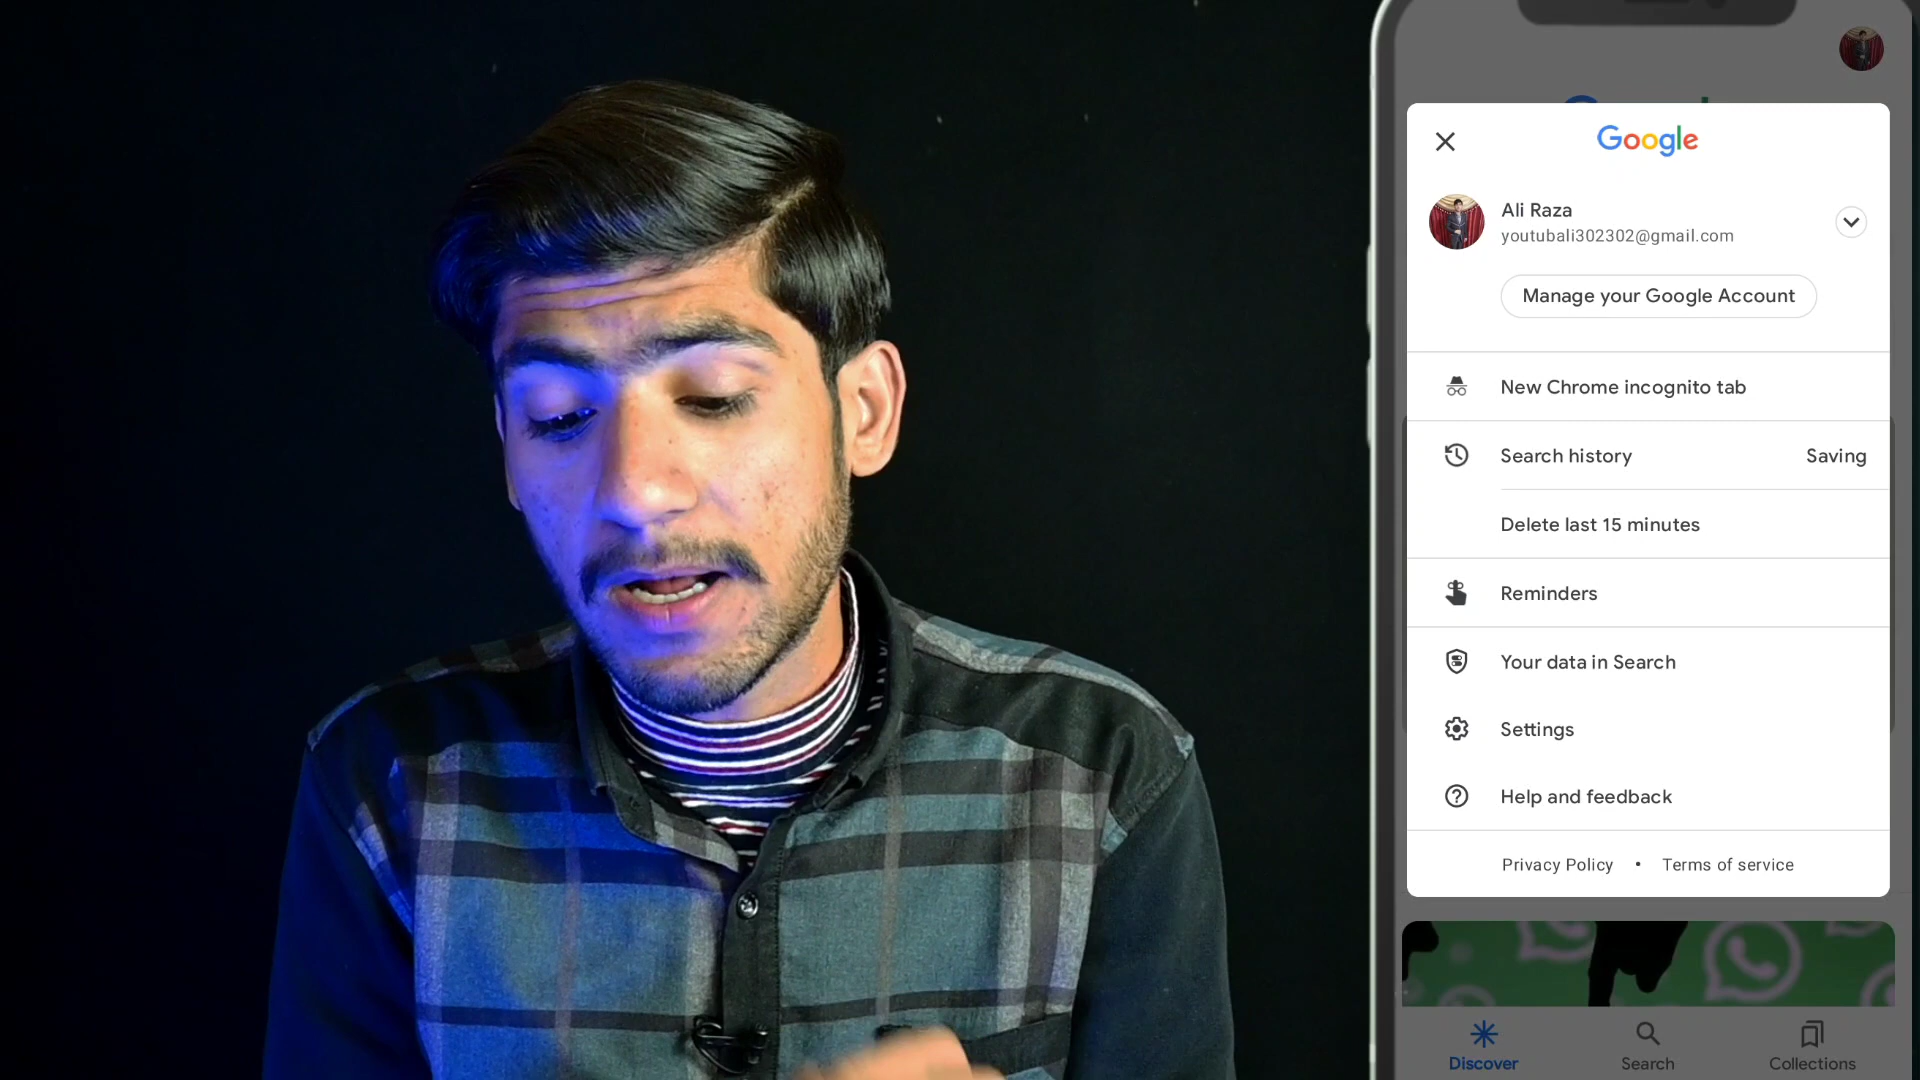 Google
Ali Raza
youtubali302302@gmail.com
Manage your Google Account
New Chrome incognito tab
Search history Saving
Delete last 15 minutes
Reminders
Your data in Search
Settings
Help and feedback
Privacy Policy • Terms of service
Discover Search Collections